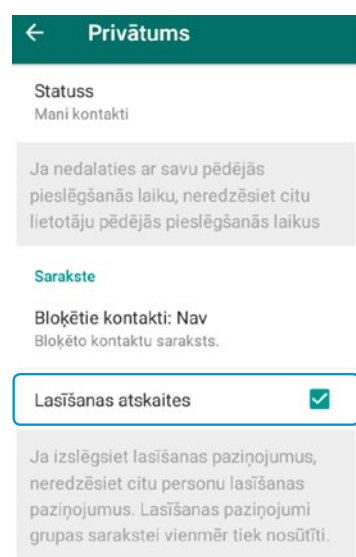 Privātums
Statuss
Mani kontakti
Ja nedalaties ar savu pēdējās
pieslēgšanās laiku, neredzēsiet citu
lietotāju pēdējās pieslēgšanās laikus
Sarakste
Bloķētie kontakti: Nav
Bloķēto kontaktu saraksts.
Lasīšanas atskaites
Ja izslēgsiet lasīšanas paziņojumus,
neredzēsiet citu personu lasīšanas
paziņojumus. Lasīšanas paziņojumi
grupas sarakstei vienmēr tiek nosūtīti.